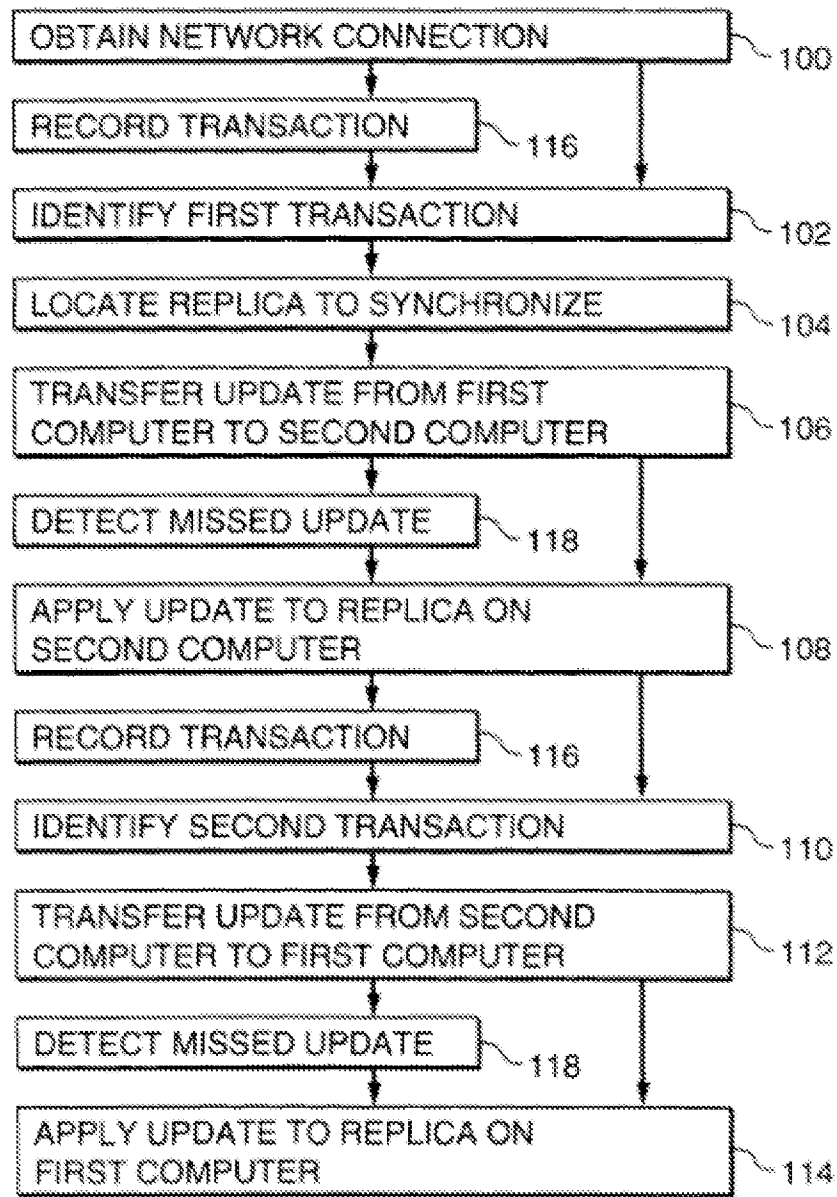 OBTAIN NETWORK CONNECTION
100
RECORD TRANSACTION
116
IDENTIFY FIRST TRANSACTION
102
LOCATE REPLICA TO SYNCHRONIZE
104
TRANSFER UPDATE FROM FIRST
COMPUTER TO SECOND COMPUTER
106
DETECT MISSED UPDATE
118
APPLY UPDATE TO REPLICA ON
SECOND COMPUTER
108
RECORD TRANSACTION
116
IDENTIFY SECOND TRANSACTION
110
TRANSFER UPDATE FROM SECOND
COMPUTER TO FIRST COMPUTER
112
DETECT MISSED UPDATE
118
APPLY UPDATE TO REPLICA ON
FIRST COMPUTER
114